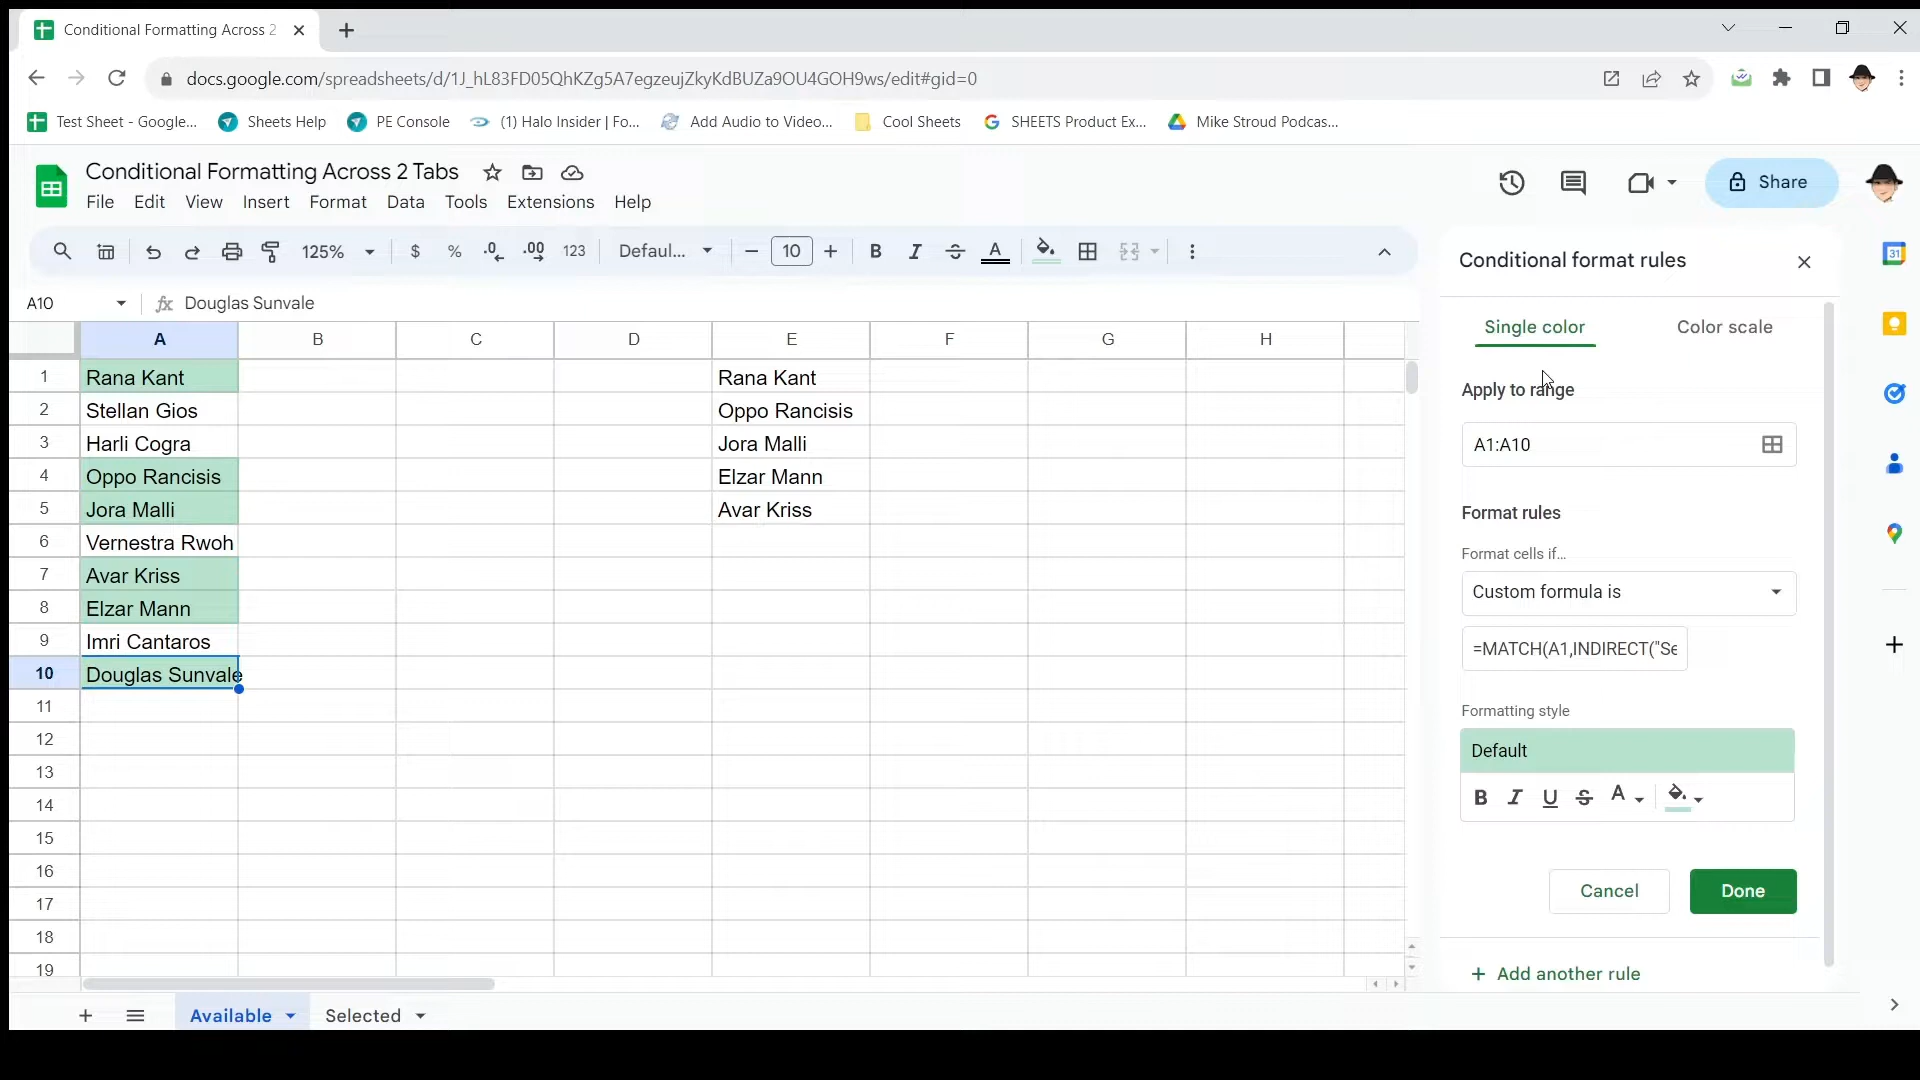 Conditional Formatting Across 2
docs.google.com/spreadsheets/d/1J_hL83FD05QhKZg5A7egzeujZkyKdBUZa9OU4GOH9ws/edit#gid=0
Test Sheet - Google... Sheets Help PE Console (1) Halo Insider | Fo... Add Audio to Video... Cool Sheets SHEETS Product Ex... Mike Stroud Podcas...
Conditional Formatting Across 2 Tabs
Share
File Edit View Insert Format Data Tools Extensions Help
125% $ % .0 .00 123 Defaul... 10 B I S A
Conditional format rules
31
A10 fx Douglas Sunvale
Single color Color scale
A B C D E F G H
1 Rana Kant Rana Kant
Apply to range
2 Stellan Gios Oppo Rancisis
3 Harli Cogra Jora Malli
A1:A10
4 Oppo Rancisis Elzar Mann
5 Jora Malli Avar Kriss
Format rules
6 Vernestra Rwoh
Format cells if...
7 Avar Kriss
Custom formula is
8 Elzar Mann
9 Imri Cantaros
=MATCH(A1,INDIRECT("Se
10 Douglas Sunvale
11
Formatting style
12
Default
13
14
B I U S A
15
16
17
Cancel Done
18
19
+ Add another rule
Available Selected